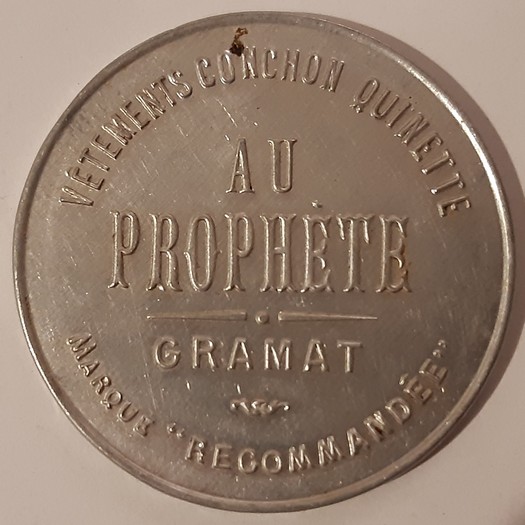 VÊTEMENTS CONCHON QUINETTE
AU
PROPHÈTE
GRAMAT
MARQUE "RECOMMANDÉE"